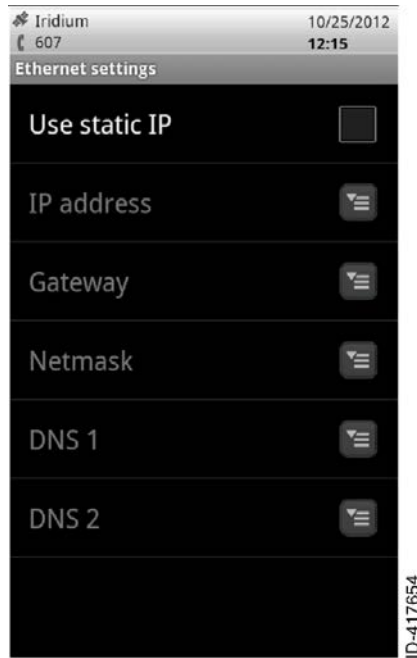 Iridium 10/25/2012
607 12:15
Ethernet settings
Use static IP
IP address
Gateway
Netmask
DNS 1
DNS 2
ID-417654